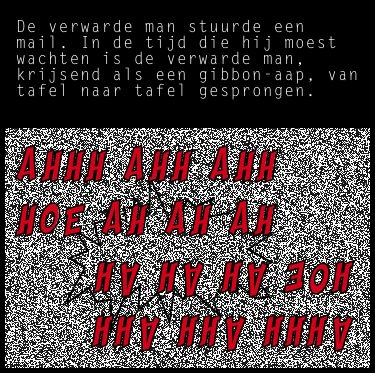 De verwarde man stuurde een
mail. In de tijd die hij moest
wachten is de verwarde man,
krijsend als een gibbon-aap, van
tafel naar tafel gesprongen.
AHHH AHH AHH
HOE AH AH AH
HOE AH AH AH
AHHH AHH AHH